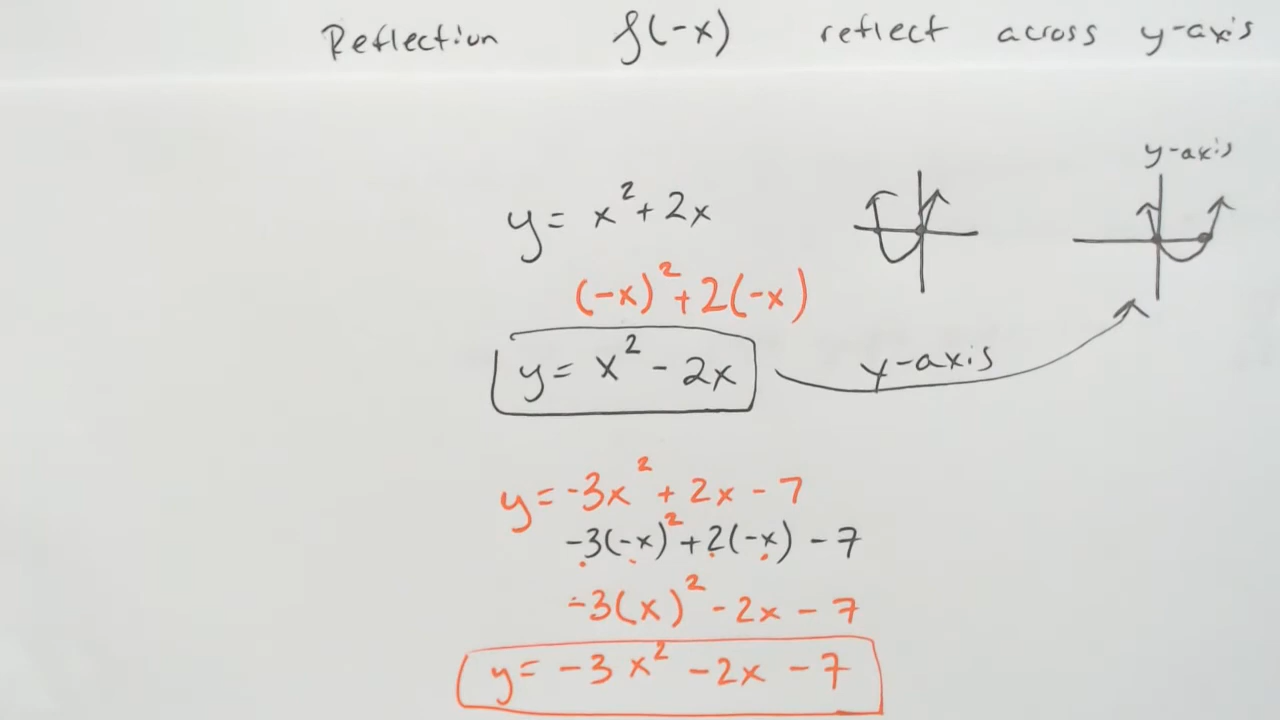 Reflection f(-x) reflect across y-axis
y-axis
y = x² + 2x
(-x)² + 2(-x)
y = x² - 2x
y-axis
y = -3x² + 2x - 7
-3(-x)² + 2(-x) - 7
-3(x)² - 2x - 7
y = -3x² - 2x - 7